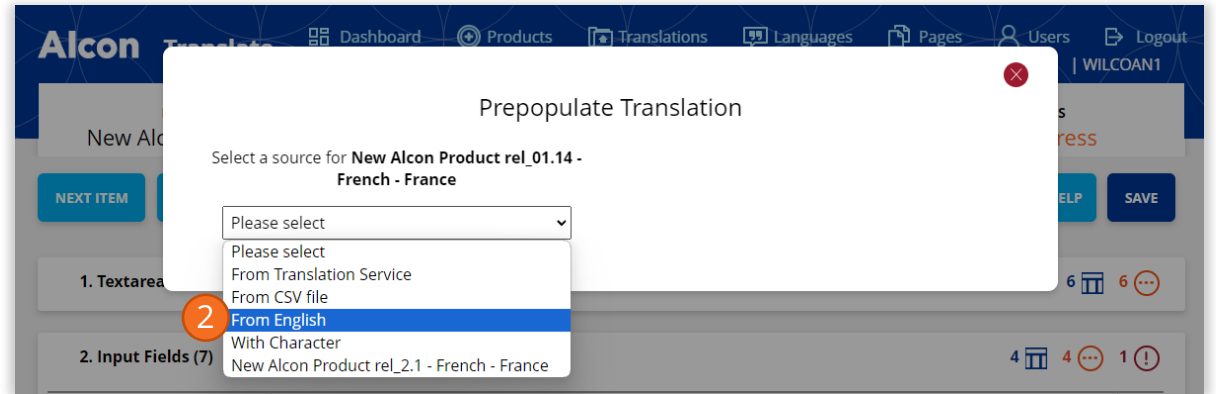 Alcon Translate Dashboard Products Translations Languages Pages Users Logout
| WILCOAN1
Prepopulate Translation
New Alc
s
ress
Select a source for New Alcon Product rel_01.14 -
French - France
NEXT ITEM
ELP
SAVE
Please select
Please select
From Translation Service
From CSV file
2
From English
With Character
New Alcon Product rel_2.1 - French - France
1. Textarea
6 6
2. Input Fields (7)
4 4 1